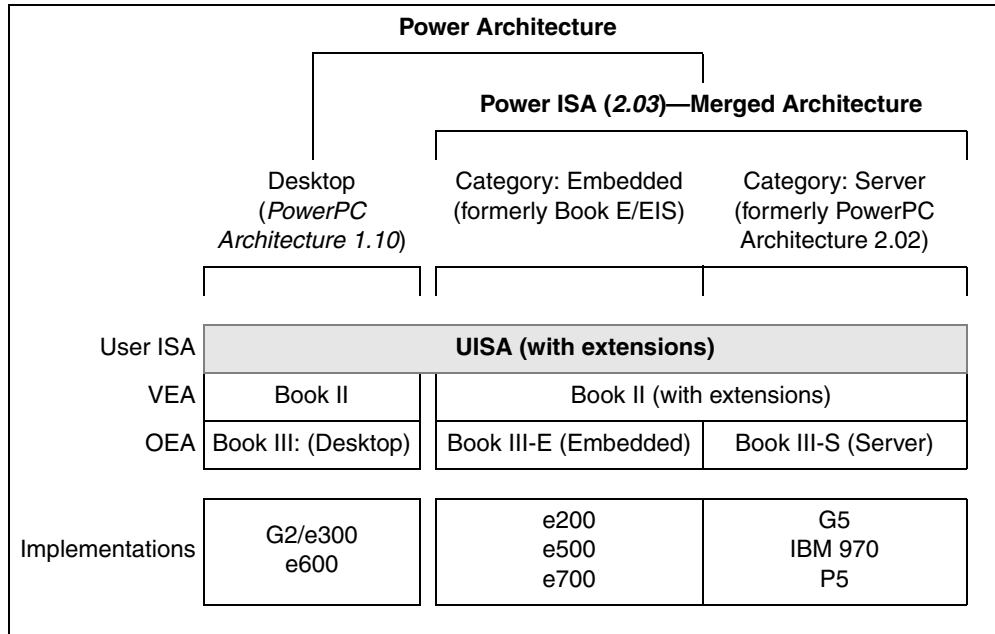 Power Architecture
Power ISA (2.03)—Merged Architecture
Desktop
(PowerPC
Architecture 1.10)
Category: Embedded
(formerly Book E/EIS)
Category: Server
(formerly PowerPC
Architecture 2.02)
User ISA
UISA (with extensions)
VEA
Book II
Book II (with extensions)
OEA
Book III: (Desktop)
Book III-E (Embedded)
Book III-S (Server)
Implementations
G2/e300
e600
e200
e500
e700
G5
IBM 970
P5